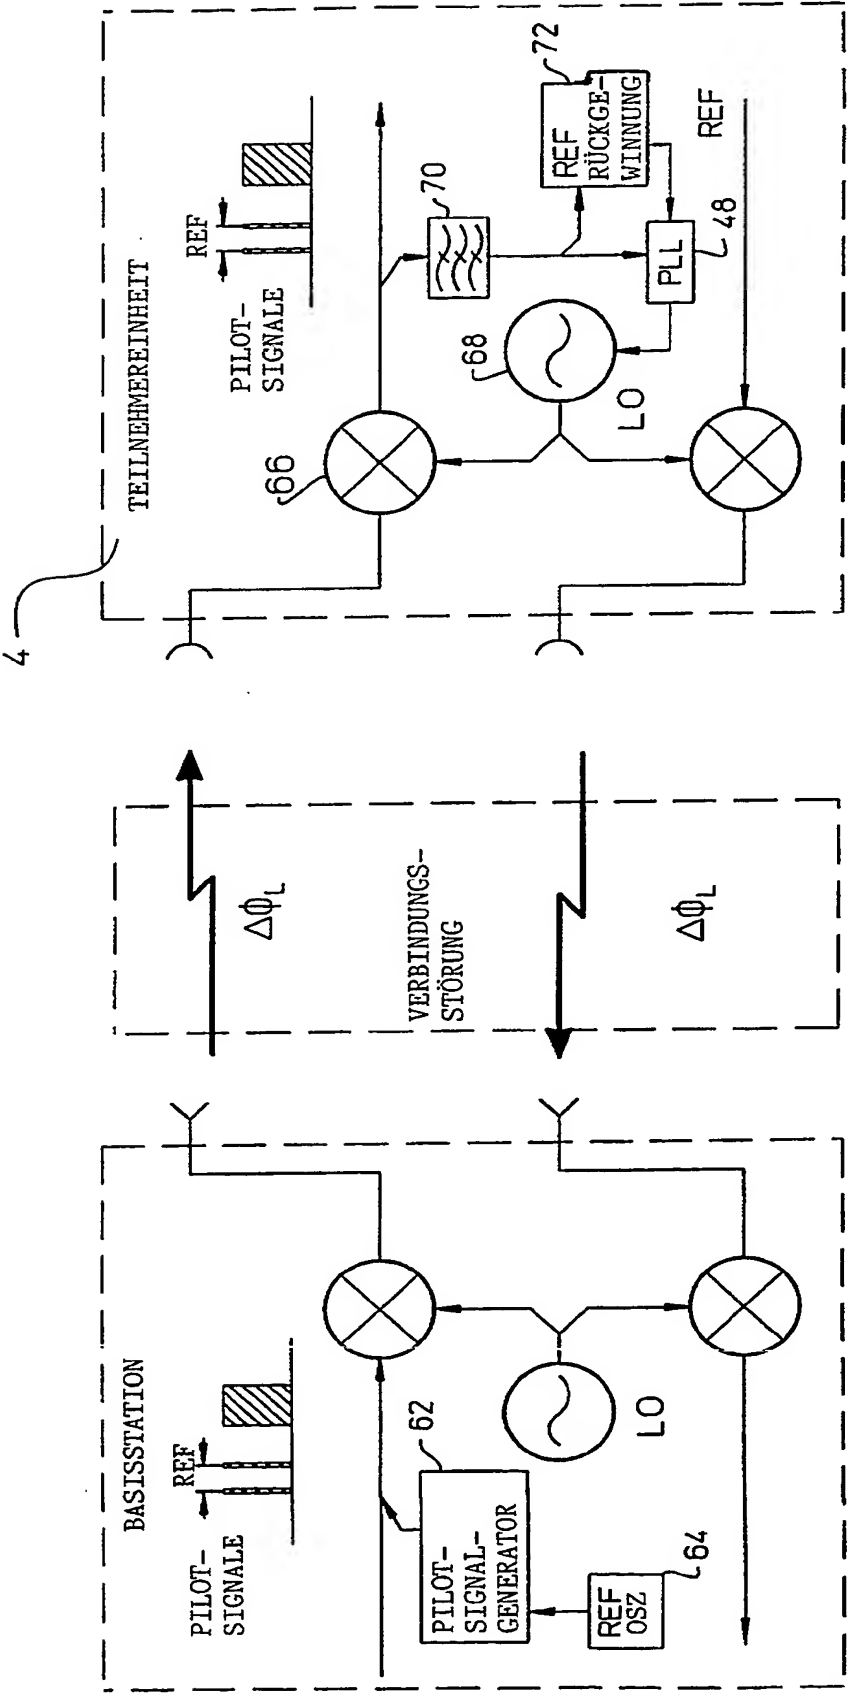 BASISSTATION
PILOT-
SIGNALE
REF
PILOT-
SIGNAL-
GENERATOR
62
REF
OSZ
64
LO
ΔΦL
VERBINDUNGS-
STÖRUNG
ΔΦL
4
TEILNEHMEREINHEIT
PILOT-
SIGNALE
REF
66
68
LO
70
72
REF
RÜCKGE-
WINNUNG
PLL
48
REF